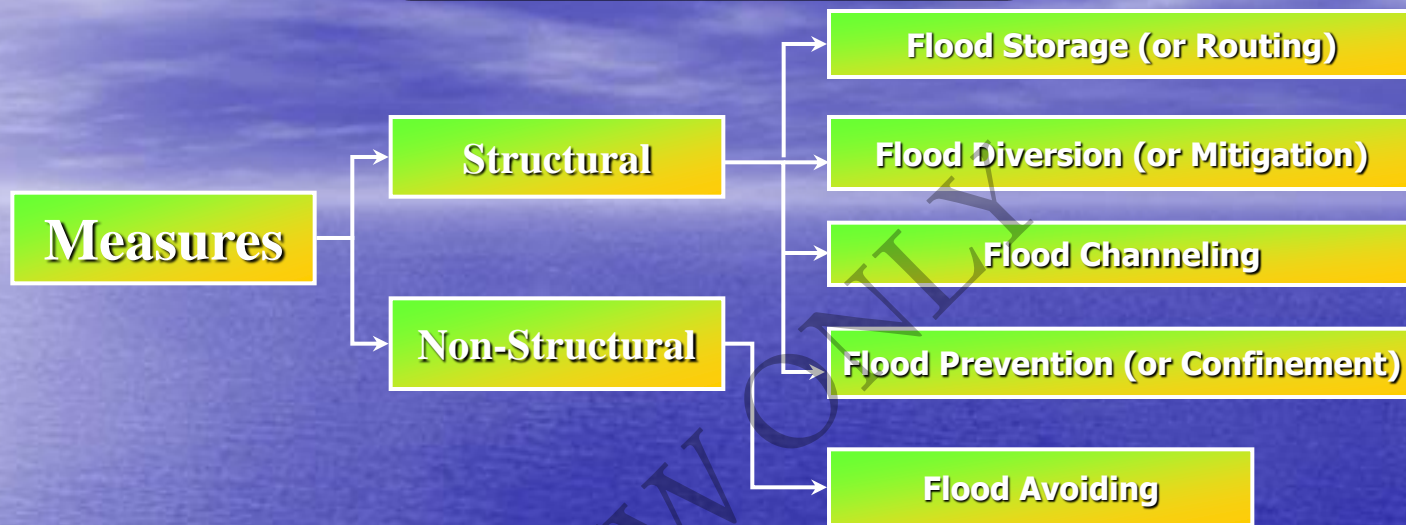 Flood Storage (or Routing)
Structural
Flood Diversion (or Mitigation)
Measures
Flood Channeling
Non-Structural
Flood Prevention (or Confinement)
Flood Avoiding
W ONLY